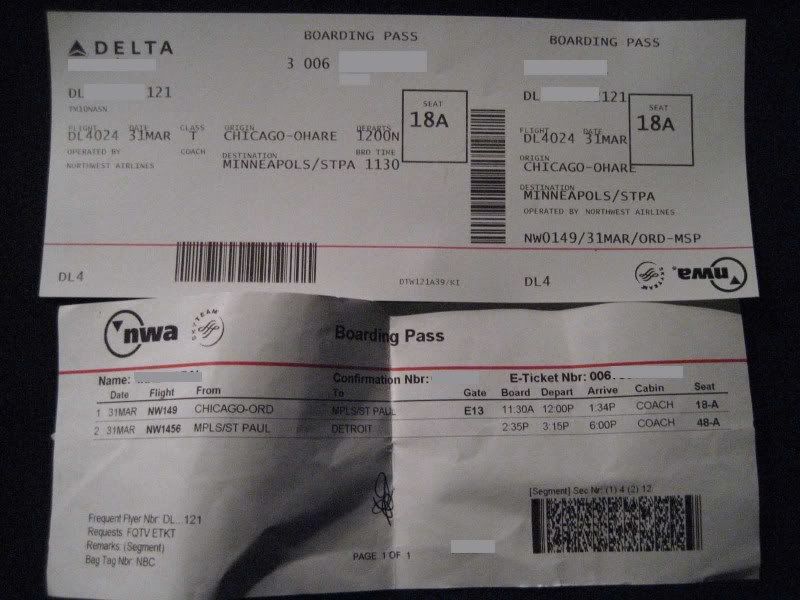 DELTA
BOARDING PASS
3 006
DL 121
TM10NASN
FLIGHT DATE CLASS ORIGIN DEPARTS
DL4024 31MAR T CHICAGO-OHARE 1200N
OPERATED BY COACH DESTINATION BRD TIME
NORTHWEST AIRLINES MINNEAPOLS/STPA 1130
SEAT
18A
DL4
DTW121A39/KI
BOARDING PASS
DL 121
SEAT
18A
FLIGHT DATE
DL4024 31MAR
ORIGIN
CHICAGO-OHARE
DESTINATION
MINNEAPOLS/STPA
OPERATED BY NORTHWEST AIRLINES
NW0149/31MAR/ORD-MSP
DL4
SKYTEAM
nwa
nwa
SKYTEAM
Boarding Pass
Name: Confirmation Nbr: E-Ticket Nbr: 006
Date Flight From To Gate Board Depart Arrive Cabin Seat
1 31MAR NW149 CHICAGO-ORD MPLS/ST PAUL E13 11:30A 12:00P 1:34P COACH 18-A
2 31MAR NW1456 MPLS/ST PAUL DETROIT 2:35P 3:15P 6:00P COACH 48-A
[Segment] Sec Nr: (1) 4 (2) 12
Frequent Flyer Nbr: DL...121
Requests: FQTV ETKT
Remarks: (Segment)
Bag Tag Nbr: NBC
PAGE 1 OF 1